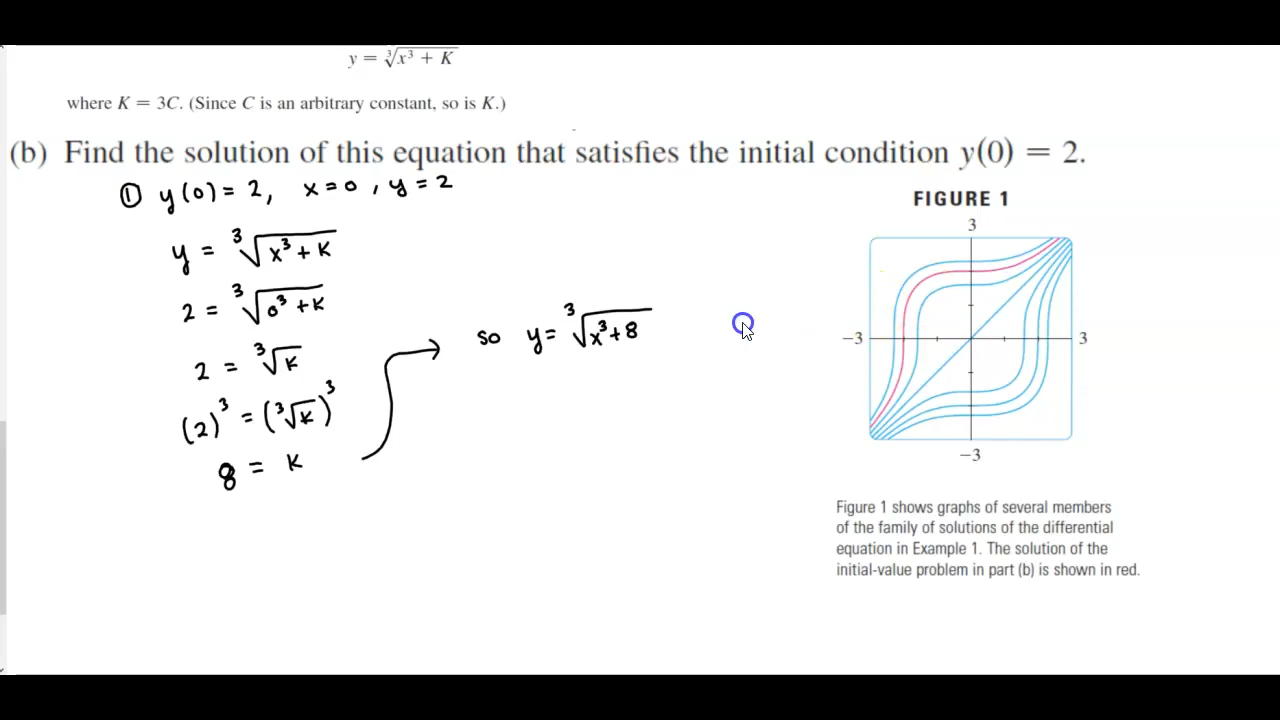 y = ∛x³ + K
where K = 3C. (Since C is an arbitrary constant, so is K.)
(b) Find the solution of this equation that satisfies the initial condition y(0) = 2.
① y(0) = 2, x = 0, y = 2
y = ∛x³ + K
2 = ∛0³ + K
2 = ∛K
(2)³ = (∛K)³
8 = K
so y = ∛x³+8
FIGURE 1
3
−3
3
−3
Figure 1 shows graphs of several members
of the family of solutions of the differential
equation in Example 1. The solution of the
initial-value problem in part (b) is shown in red.